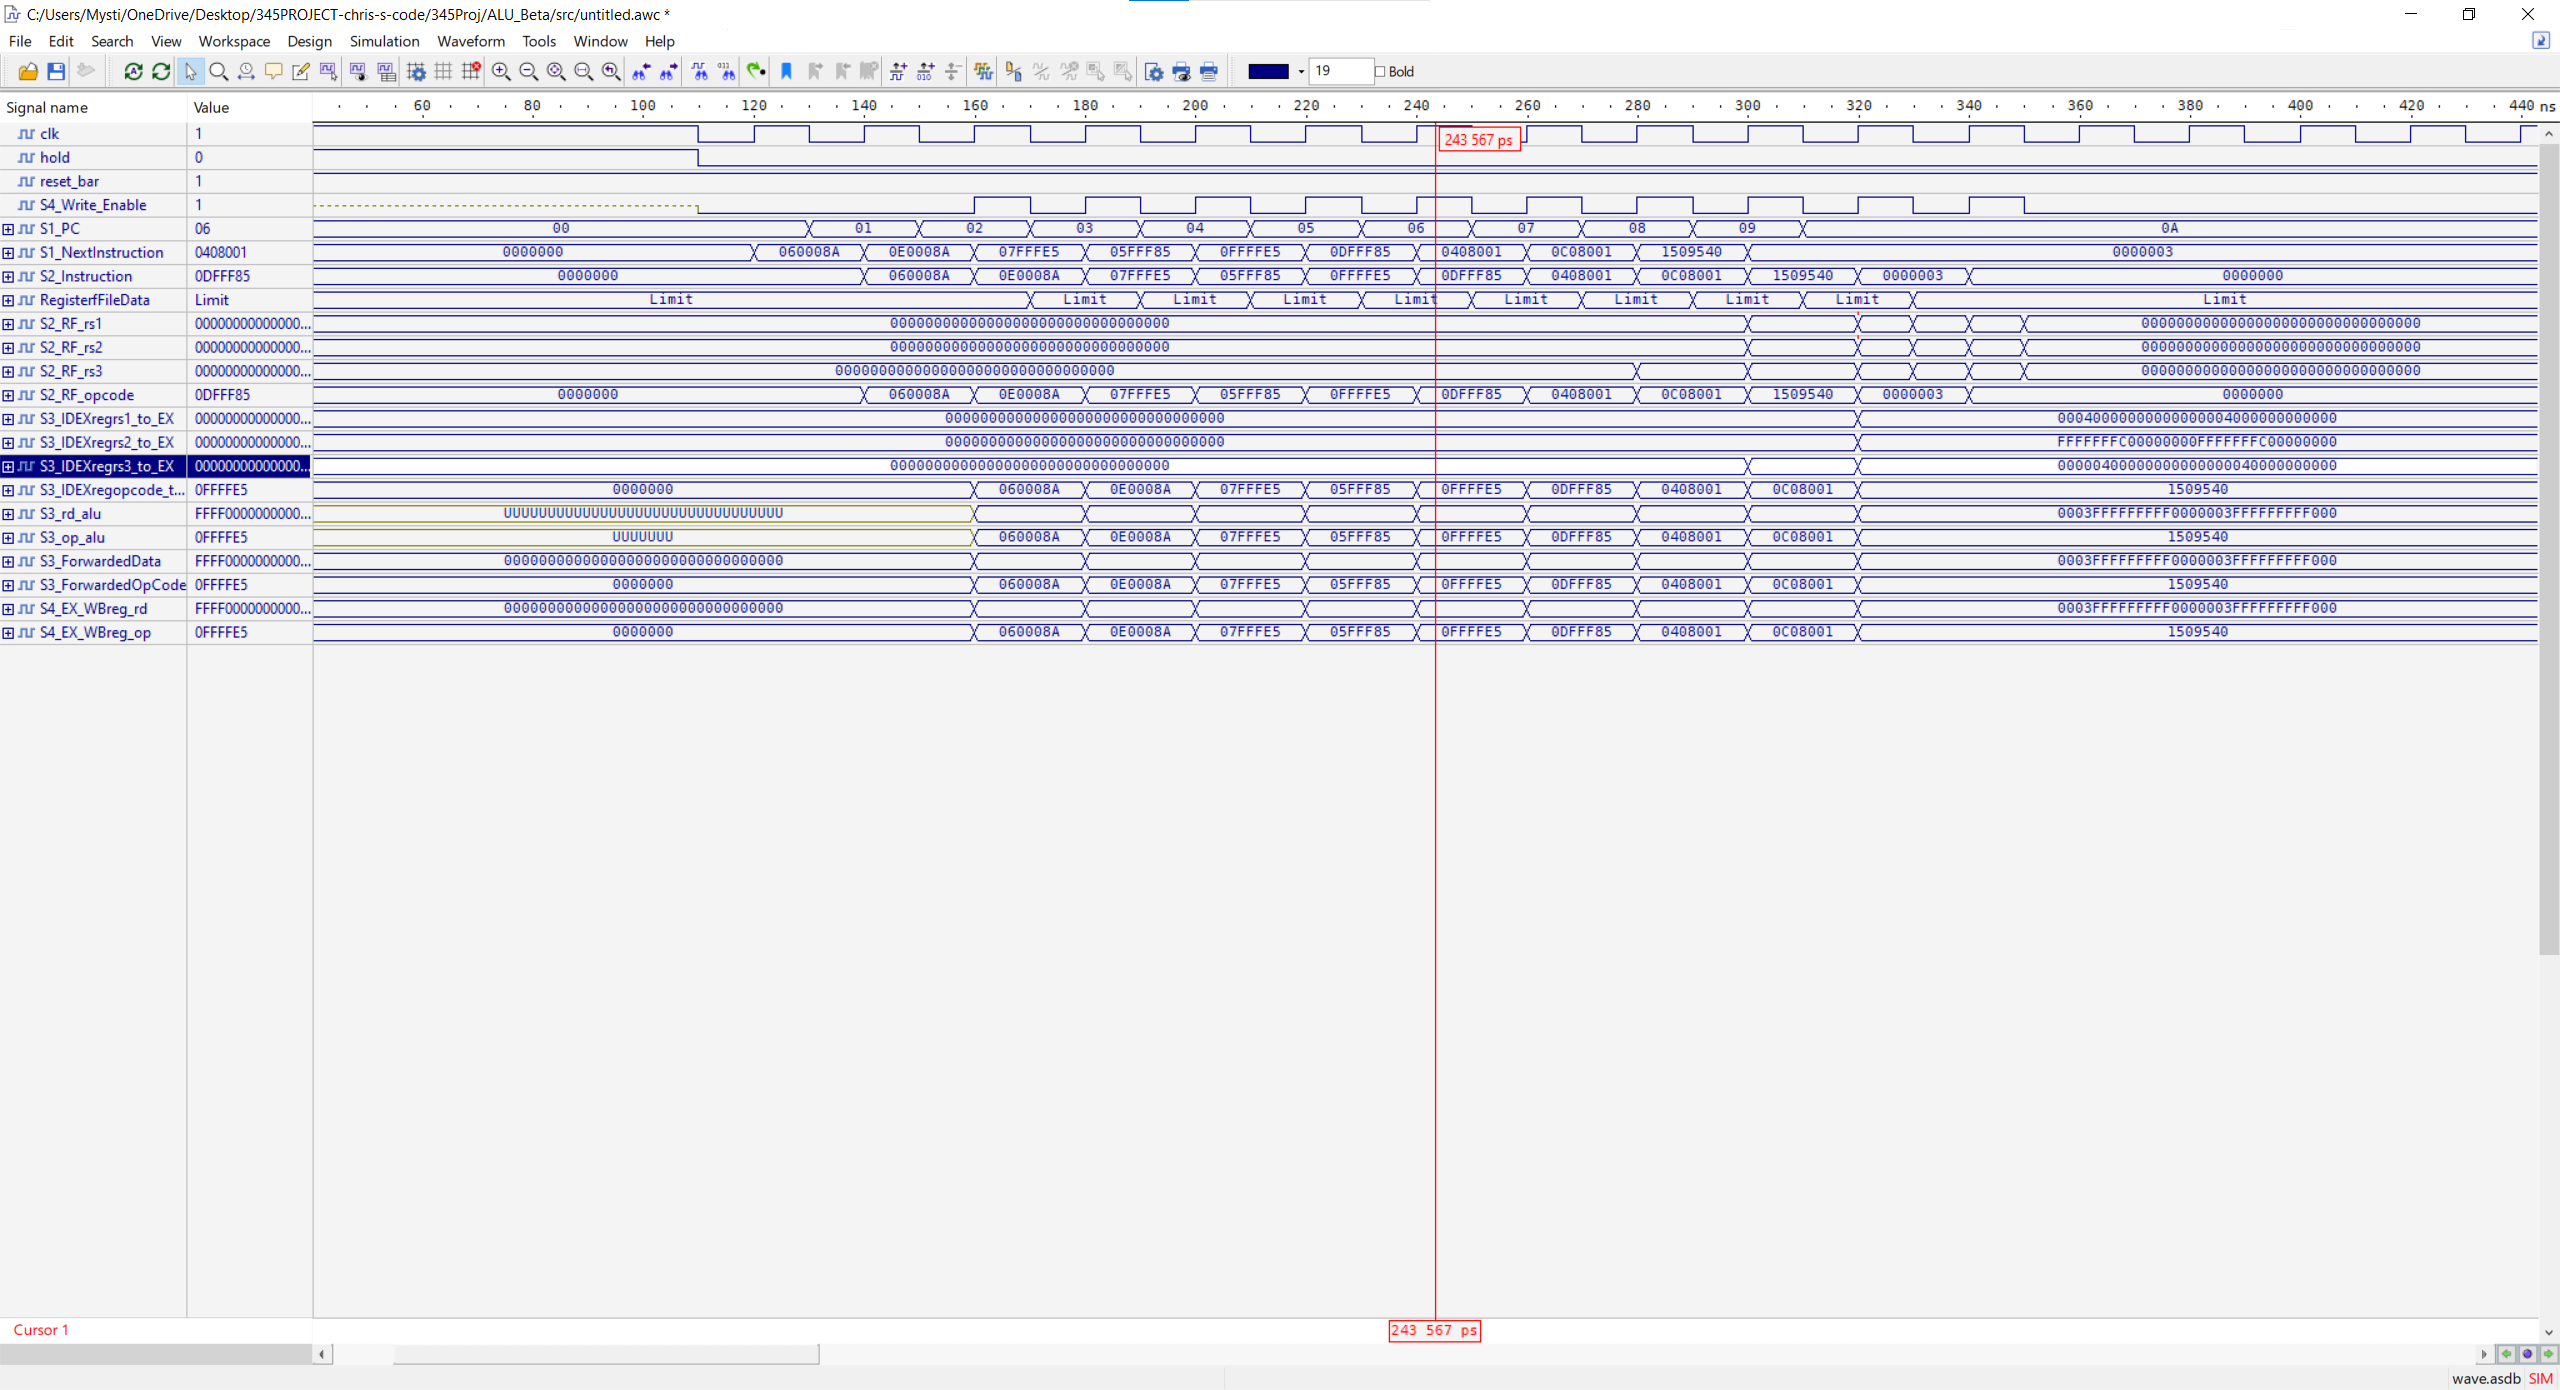 C:/Users/Mysti/OneDrive/Desktop/345PROJECT-chris-s-code/345Proj/ALU_Beta/src/untitled.awc *
File Edit Search View Workspace Design Simulation Waveform Tools Window Help
19 Bold
Signal name Value 60 80 100 120 140 160 180 200 220 240 260 280 300 320 340 360 380 400 420 440 ns
clk 1
243 567 ps
hold 0
reset_bar 1
S4_Write_Enable 1
S1_PC 06 00 01 02 03 04 05 06 07 08 09 0A
S1_NextInstruction 0408001 0000000 060008A 0E0008A 07FFFE5 05FFF85 0FFFFE5 0DFFF85 0408001 0C08001 1509540 0000003
S2_Instruction 0DFFF85 0000000 060008A 0E0008A 07FFFE5 05FFF85 0FFFFE5 0DFFF85 0408001 0C08001 1509540 0000003 0000000
RegisterfFileData Limit Limit Limit Limit Limit Limit Limit Limit Limit Limit Limit
S2_RF_rs1 00000000000000... 00000000000000000000000000000000 00000000000000000000000000000000
S2_RF_rs2 00000000000000... 00000000000000000000000000000000 00000000000000000000000000000000
S2_RF_rs3 00000000000000... 00000000000000000000000000000000 00000000000000000000000000000000
S2_RF_opcode 0DFFF85 0000000 060008A 0E0008A 07FFFE5 05FFF85 0FFFFE5 0DFFF85 0408001 0C08001 1509540 0000003 0000000
S3_IDEXregrs1_to_EX 00000000000000... 00000000000000000000000000000000 00040000000000000004000000000000
S3_IDEXregrs2_to_EX 00000000000000... 00000000000000000000000000000000 FFFFFFFC00000000FFFFFFFC00000000
S3_IDEXregrs3_to_EX 00000000000000... 00000000000000000000000000000000 00000400000000000000040000000000
S3_IDEXregopcode_t... 0FFFFE5 0000000 060008A 0E0008A 07FFFE5 05FFF85 0FFFFE5 0DFFF85 0408001 0C08001 1509540
S3_rd_alu FFFF0000000000... UUUUUUUUUUUUUUUUUUUUUUUUUUUUUUUU 0003FFFFFFFFF0000003FFFFFFFFF000
S3_op_alu 0FFFFE5 UUUUUUU 060008A 0E0008A 07FFFE5 05FFF85 0FFFFE5 0DFFF85 0408001 0C08001 1509540
S3_ForwardedData FFFF0000000000... 00000000000000000000000000000000 0003FFFFFFFFF0000003FFFFFFFFF000
S3_ForwardedOpCode 0FFFFE5 0000000 060008A 0E0008A 07FFFE5 05FFF85 0FFFFE5 0DFFF85 0408001 0C08001 1509540
S4_EX_WBreg_rd FFFF0000000000... 00000000000000000000000000000000 0003FFFFFFFFF0000003FFFFFFFFF000
S4_EX_WBreg_op 0FFFFE5 0000000 060008A 0E0008A 07FFFE5 05FFF85 0FFFFE5 0DFFF85 0408001 0C08001 1509540
Cursor 1 243 567 ps
wave.asdb SIM